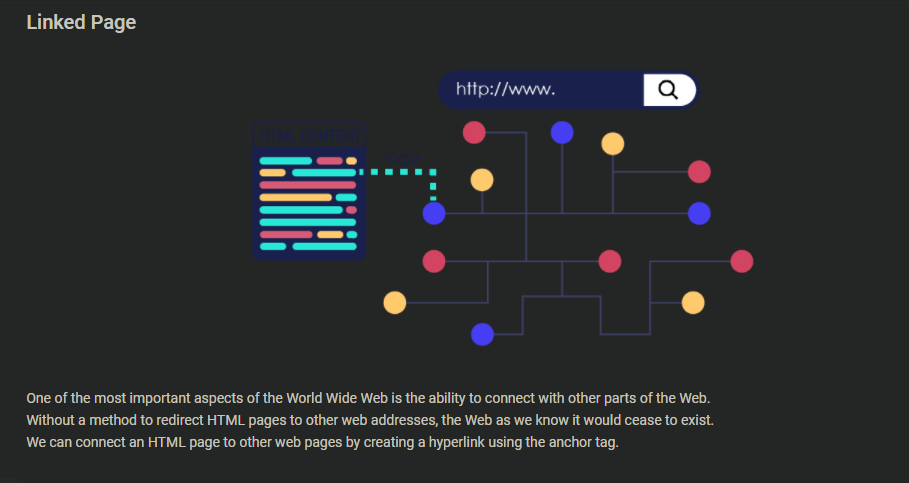 Linked Page
http://www.
HTML CONTENT
One of the most important aspects of the World Wide Web is the ability to connect with other parts of the Web.
Without a method to redirect HTML pages to other web addresses, the Web as we know it would cease to exist.
We can connect an HTML page to other web pages by creating a hyperlink using the anchor tag.